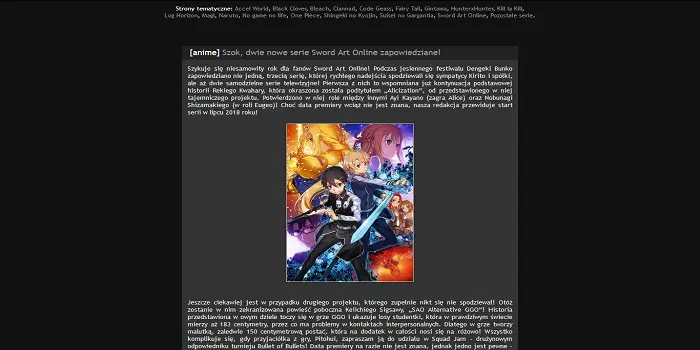 Strony tematyczne: Accel World, Black Clover, Bleach, Clannad, Code Geass, Fairy Tail, Gintama, HunterxHunter, Kill la Kill,
Log Horizon, Magi, Naruto, No game no life, One Piece, Shingeki no Kyojin, Suisei no Gargantia, Sword Art Online, Pozostałe serie.
[anime] Szok, dwie nowe serie Sword Art Online zapowiedziane!
Szykuje się niesamowity rok dla fanów Sword Art Online! Podczas jesiennego festiwalu Dengeki Bunko
zapowiedziano nie jedną, trzecią serię, której rychłego nadejścia spodziewali się sympatycy Kirito i spółki,
ale aż dwie samodzielne serie telewizyjne! Pierwsza z nich to wspomniana już kontynuacja podstawowej
historii Rekiego Kwahary, która okraszona została podtytułem „Alicization”, od przedstawionego w niej
tajemniczego projektu. Potwierdzono w niej role między innymi Ayi Kayano (zagra Alice) oraz Nobunagi
Shizamakiego (w roli Eugeo)! Choć data premiery wciąż nie jest znana, nasza redakcja przewiduje start
serii w lipcu 2018 roku!
Jeszcze ciekawiej jest w przypadku drugiego projektu, którego zupełnie nikt się nie spodziewał! Otóż
zostanie w nim zekranizowana powieść poboczna Keiichiego Sigsawy, „SAO Alternative GGO”! Historia
przedstawiona w owym dziele toczy się w grze GGO i ukazuje losy studentki, która w prawdziwym świecie
mierzy aż 183 centymetry, przez co ma problemy w kontaktach interpersonalnych. Dlatego w grze tworzy
malutką, zaledwie 150 centymetrową postać, która na dodatek w całości nosi się na różowo! Wszystko
komplikuje się, gdy przyjaciółka z gry, Pitohui, zapraszam ją do udziału w Squad Jam - drużynowym
odpowiedniku turnieju Bullet of Bullets! Data premiery na razie nie jest znana, jednak jedno jest pewne -